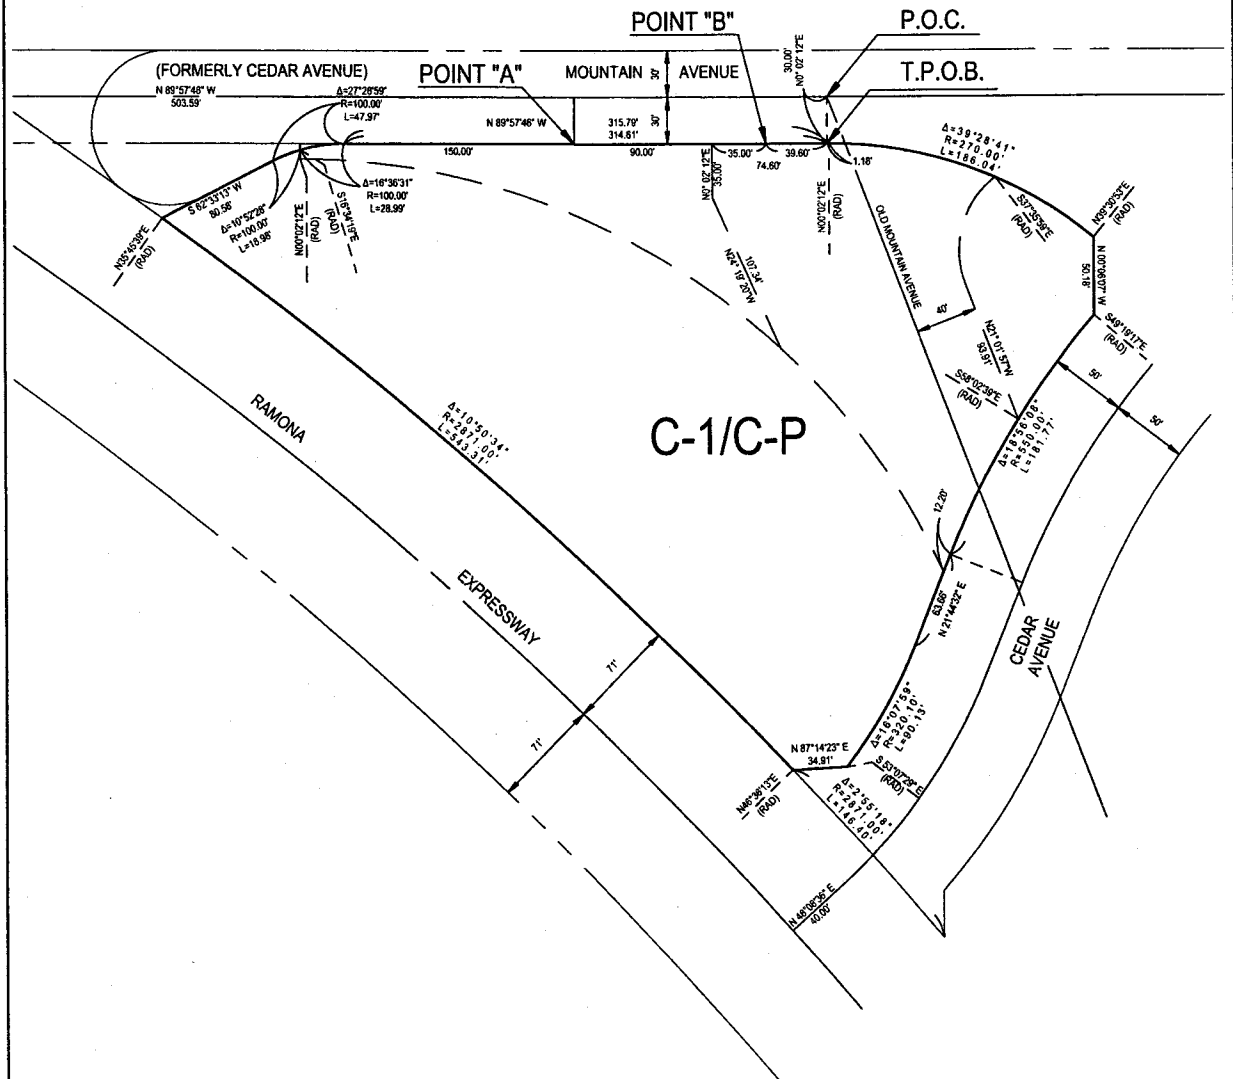 POINT "B"
P.O.C.
(FORMERLY CEDAR AVENUE)
POINT "A"
MOUNTAIN
30'
AVENUE
30.00'
N0° 02'12"E
T.P.O.B.
N 89°57'48" W
503.59'
Δ=27°28'59"
R=100.00'
L=47.97'
N 89°57'46" W
315.79'
314.61'
30'
150.00'
90.00'
35.00'
39.60'
74.60'
1.18'
N0° 02'12"E
35.00'
Δ=39°28'41"
R=270.00'
L=186.04'
S 62°33'13" W
80.58'
Δ=10°52'28"
R=100.00'
L=18.98'
N00°02'12"E
(RAD)
S16°34'19"E
(RAD)
Δ=16°36'31"
R=100.00'
L=28.99'
N00°02'12"E
(RAD)
OLD MOUNTAIN AVENUE
S37°35'59"E
(RAD)
N39°30'53"E
(RAD)
N35°45'39"E
(RAD)
107.34'
N24° 19' 20"W
N 00°06'07" W
50.18'
40'
N21° 01' 57"W
93.91'
S49°19'17"E
(RAD)
S58°02'39"E
(RAD)
50'
50'
RAMONA
Δ=10°50'34"
R=2871.00'
L=543.31'
C-1/C-P
Δ=18°56'08"
R=550.00'
L=181.77'
12.20'
EXPRESSWAY
63.66'
N 21°44'32" E
CEDAR
AVENUE
71'
71'
Δ=16°07'59"
R=320.10'
L=90.13'
N 87°14'23" E
34.91'
S 53°07'29" E
(RAD)
N46°36'13"E
(RAD)
Δ=2°55'18"
R=2871.00'
L=146.40'
N 48°08'36" E
40.00'